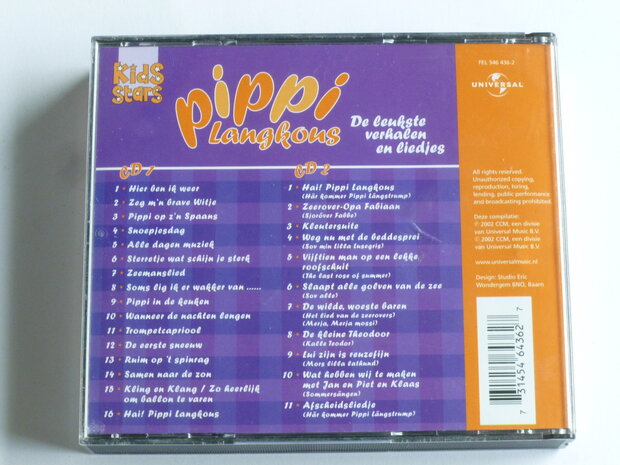 Kids
Stars
Pippi
Langkous
De leukste
verhalen
en liedjes
CD 1
1 • Hier ben ik weer
2 • Zeg m'n brave Witje
3 • Pippi op z'n Spaans
4 • Snoepjesdag
5 • Alle dagen muziek
6 • Sterretje wat schijn je sterk
7 • Zeemanslied
8 • Soms lig ik er wakker van ......
9 • Pippi in de keuken
10 • Wanneer de nachten lengen
11 • Trompetcapriool
12 • De eerste sneeuw
13 • Ruim op 't spinrag
14 • Samen naar de zon
15 • Kling en Klang / Zo heerlijk
om ballon te varen
16 • Hai! Pippi Langkous
CD 2
1 • Hai! Pippi Langkous
(Här kommer Pippi Långstrump)
2 • Zeerover-Opa Fabiaan
(Sjorövar Fabbe)
3 • Kleutersuite
4 • Weg nu met de beddesprei
(Sov min lilla Insegris)
5 • Vijftien man op een lekke
roofschuit
(The last rose of summer)
6 • Slaapt alle golven van de zee
(Sov alle)
7 • De wilde, woeste baren
(Het lied van de zeerovers)
(Merja, Merja mossi)
8 • De kleine Theodoor
(Kalle Teodor)
9 • Lui zijn is reuzefijn
(Mors lilla lathund)
10 • Wat hebben wij te maken
met Jan en Piet en Klaas
(Sommersången)
11 • Afscheidsliedje
(Här kommer Pippi Långstrump)
FEL 546 436-2
UNIVERSAL
All rights reserved.
Unauthorized copying,
reproduction, hiring,
lending, public performance
and broadcasting prohibited.
Deze compilatie:
℗ 2002 CCM, een divisie
van Universal Music B.V.
© 2002 CCM, een divisie
van Universal Music B.V.
www.universalmusic.nl
Design: Studio Eric
Wondergem BNO, Baarn
7 31454 64362 7